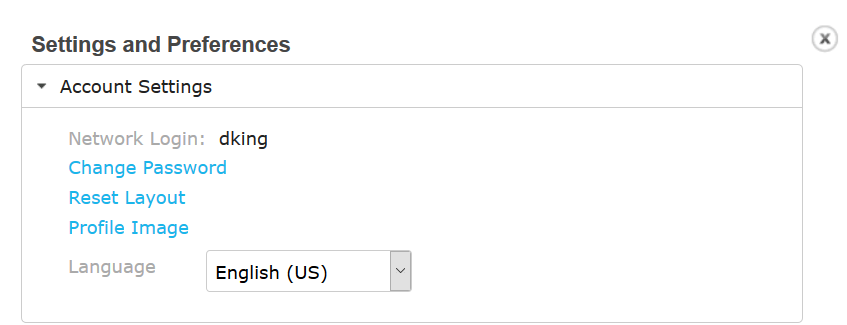 Settings and Preferences
Account Settings
Network Login: dking
Change Password
Reset Layout
Profile Image
Language English (US)